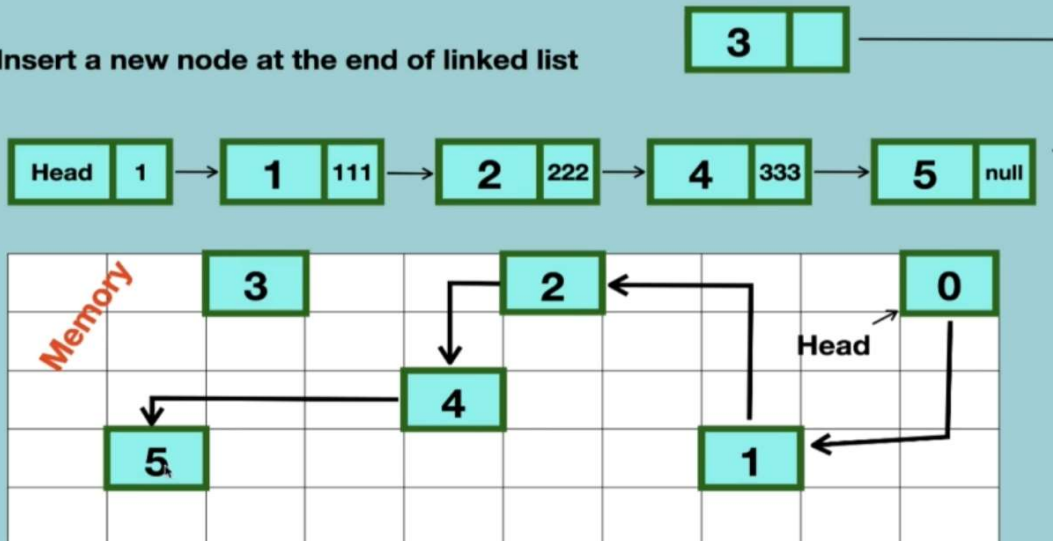 3
Insert a new node at the end of linked list
Head 1 1 111 2 222 4 333 5 null
3 2 0
Memory
Head
4
5 1